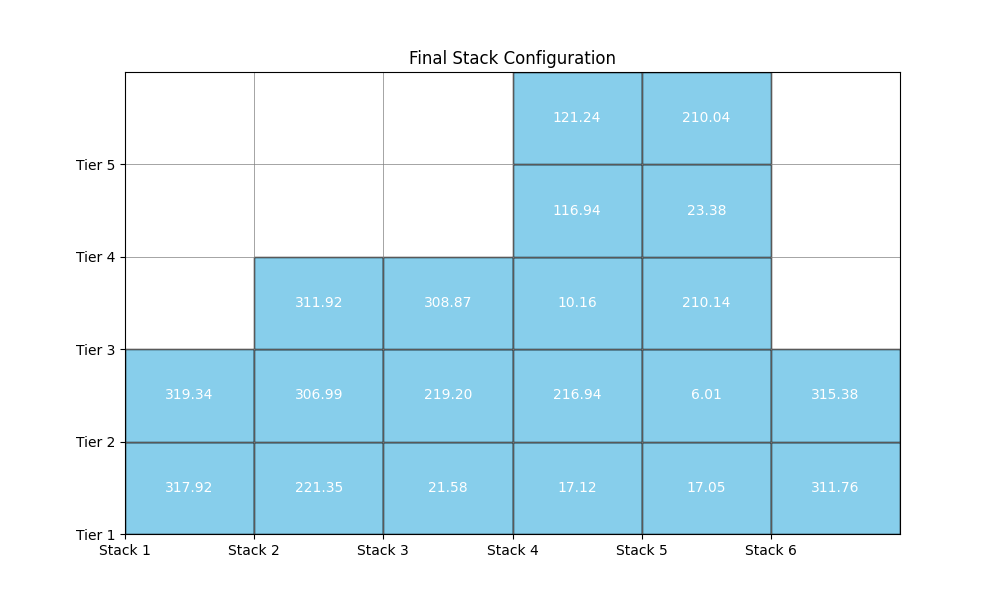 Final Stack Configuration
121.24 210.04
Tier 5
116.94 23.38
Tier 4
311.92 308.87 10.16 210.14
Tier 3
319.34 306.99 219.20 216.94 6.01 315.38
Tier 2
317.92 221.35 21.58 17.12 17.05 311.76
Tier 1
Stack 1 Stack 2 Stack 3 Stack 4 Stack 5 Stack 6